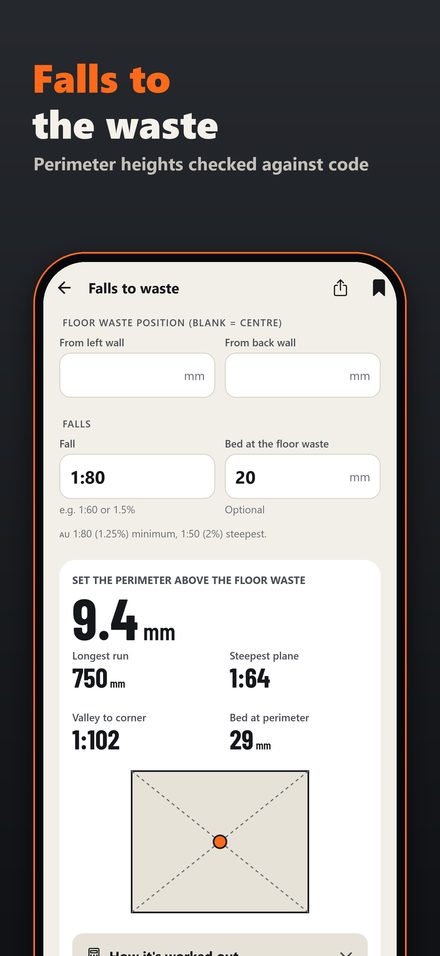 Falls to
the waste
Perimeter heights checked against code
Falls to waste
FLOOR WASTE POSITION (BLANK = CENTRE)
From left wall From back wall
mm mm
FALLS
Fall Bed at the floor waste
1:80 20 mm
e.g. 1:60 or 1.5% Optional
AU 1:80 (1.25%) minimum, 1:50 (2%) steepest.
SET THE PERIMETER ABOVE THE FLOOR WASTE
9.4 mm
Longest run Steepest plane
750 mm 1:64
Valley to corner Bed at perimeter
1:102 29 mm
How it's worked out